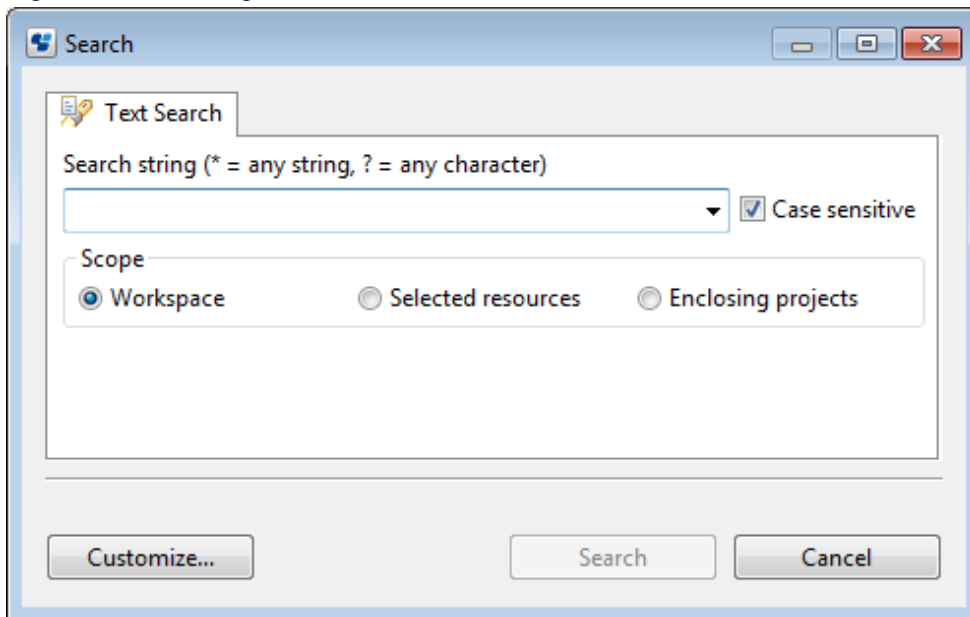 Search
Text Search
Search string (* = any string, ? = any character)
Case sensitive
Scope
Workspace Selected resources Enclosing projects
Customize... Search Cancel